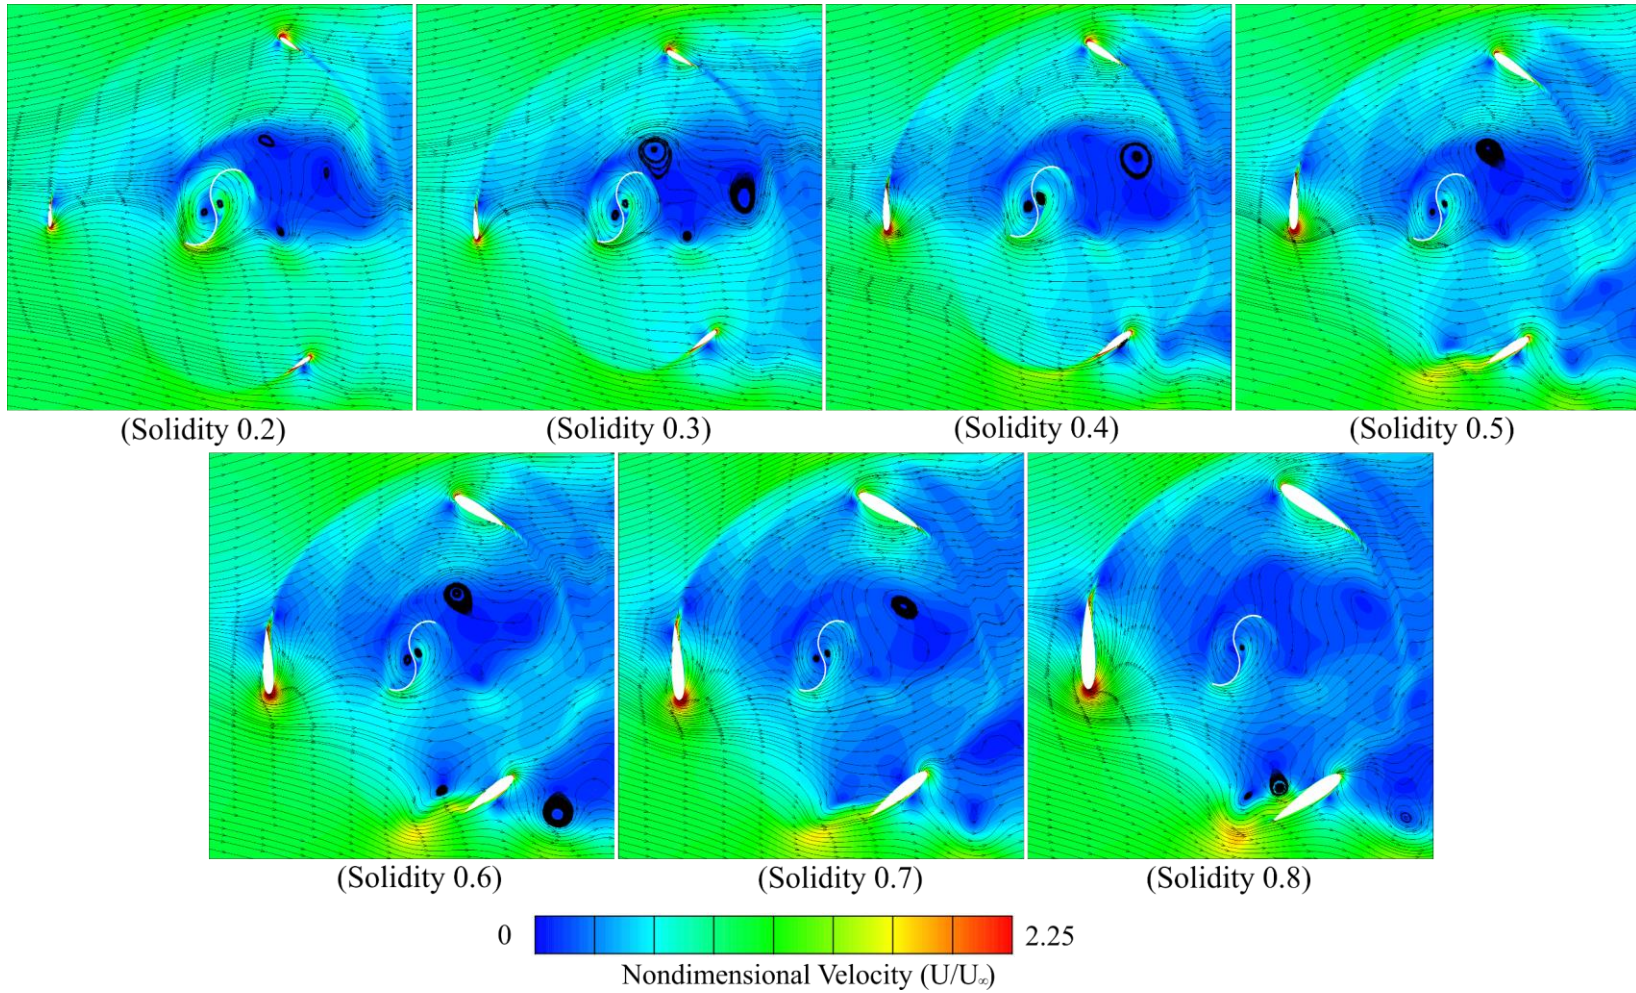 (Solidity 0.2)
(Solidity 0.3)
(Solidity 0.4)
(Solidity 0.5)
(Solidity 0.6)
(Solidity 0.7)
(Solidity 0.8)
0
2.25
Nondimensional Velocity (U/U∞)